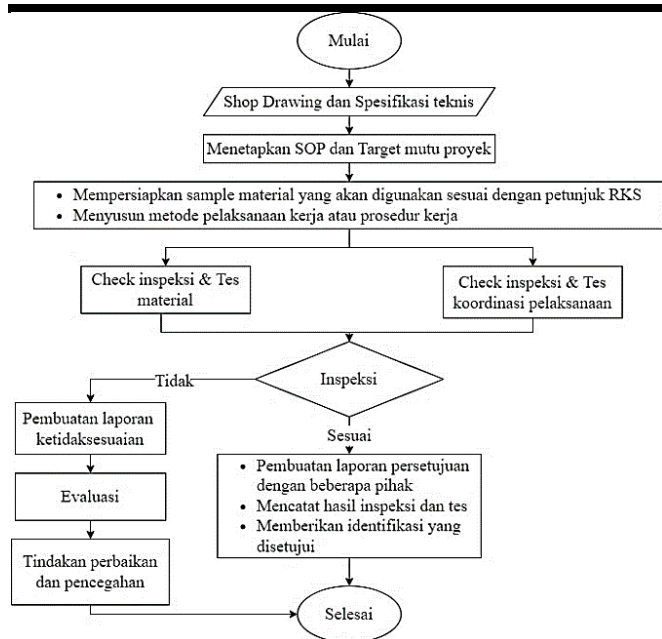 Mulai
Shop Drawing dan Spesifikasi teknis
Menetapkan SOP dan Target mutu proyek
• Mempersiapkan sample material yang akan digunakan sesuai dengan petunjuk RKS
• Menyusun metode pelaksanaan kerja atau prosedur kerja
Check inspeksi & Tes
material
Check inspeksi & Tes
koordinasi pelaksanaan
Inspeksi
Tidak
Sesuai
Pembuatan laporan
ketidaksesuaian
Evaluasi
Tindakan perbaikan
dan pencegahan
• Pembuatan laporan persetujuan
dengan beberapa pihak
• Mencatat hasil inspeksi dan tes
• Memberikan identifikasi yang
disetujui
Selesai